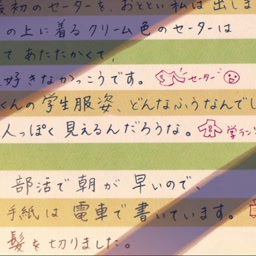 初のセーターを、おととい私は出しま
の上に着るクリーム色のセーターは
て あたたかくて、
好きなかっこうです。 セーター
くんの学生服姿、どんなふうなんでし
人っぽく見えるんだろうな。 学ラン
部活で朝が早いので、
手紙は電車で書いています。
髪を切りました。